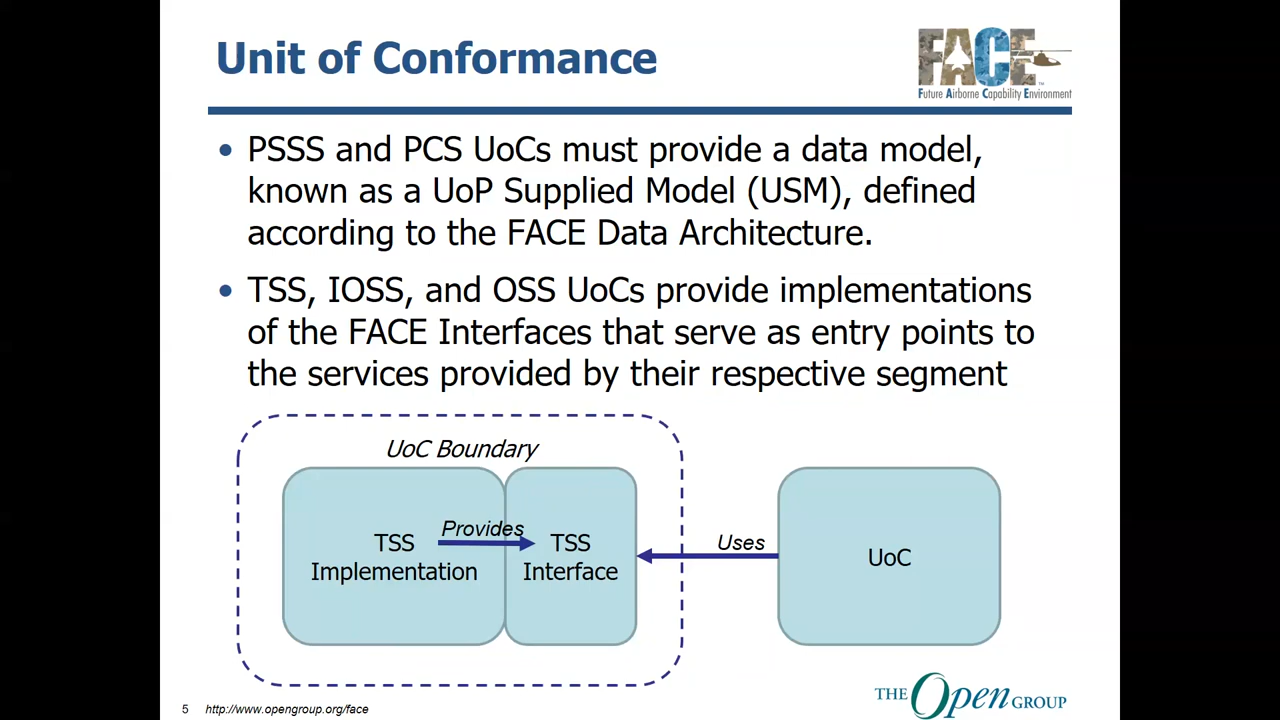 Unit of Conformance
FACE™
Future Airborne Capability Environment
• PSSS and PCS UoCs must provide a data model,
known as a UoP Supplied Model (USM), defined
according to the FACE Data Architecture.
• TSS, IOSS, and OSS UoCs provide implementations
of the FACE Interfaces that serve as entry points to
the services provided by their respective segment
UoC Boundary
TSS
Implementation
Provides
TSS
Interface
Uses
UoC
5 http://www.opengroup.org/face
THE Open GROUP